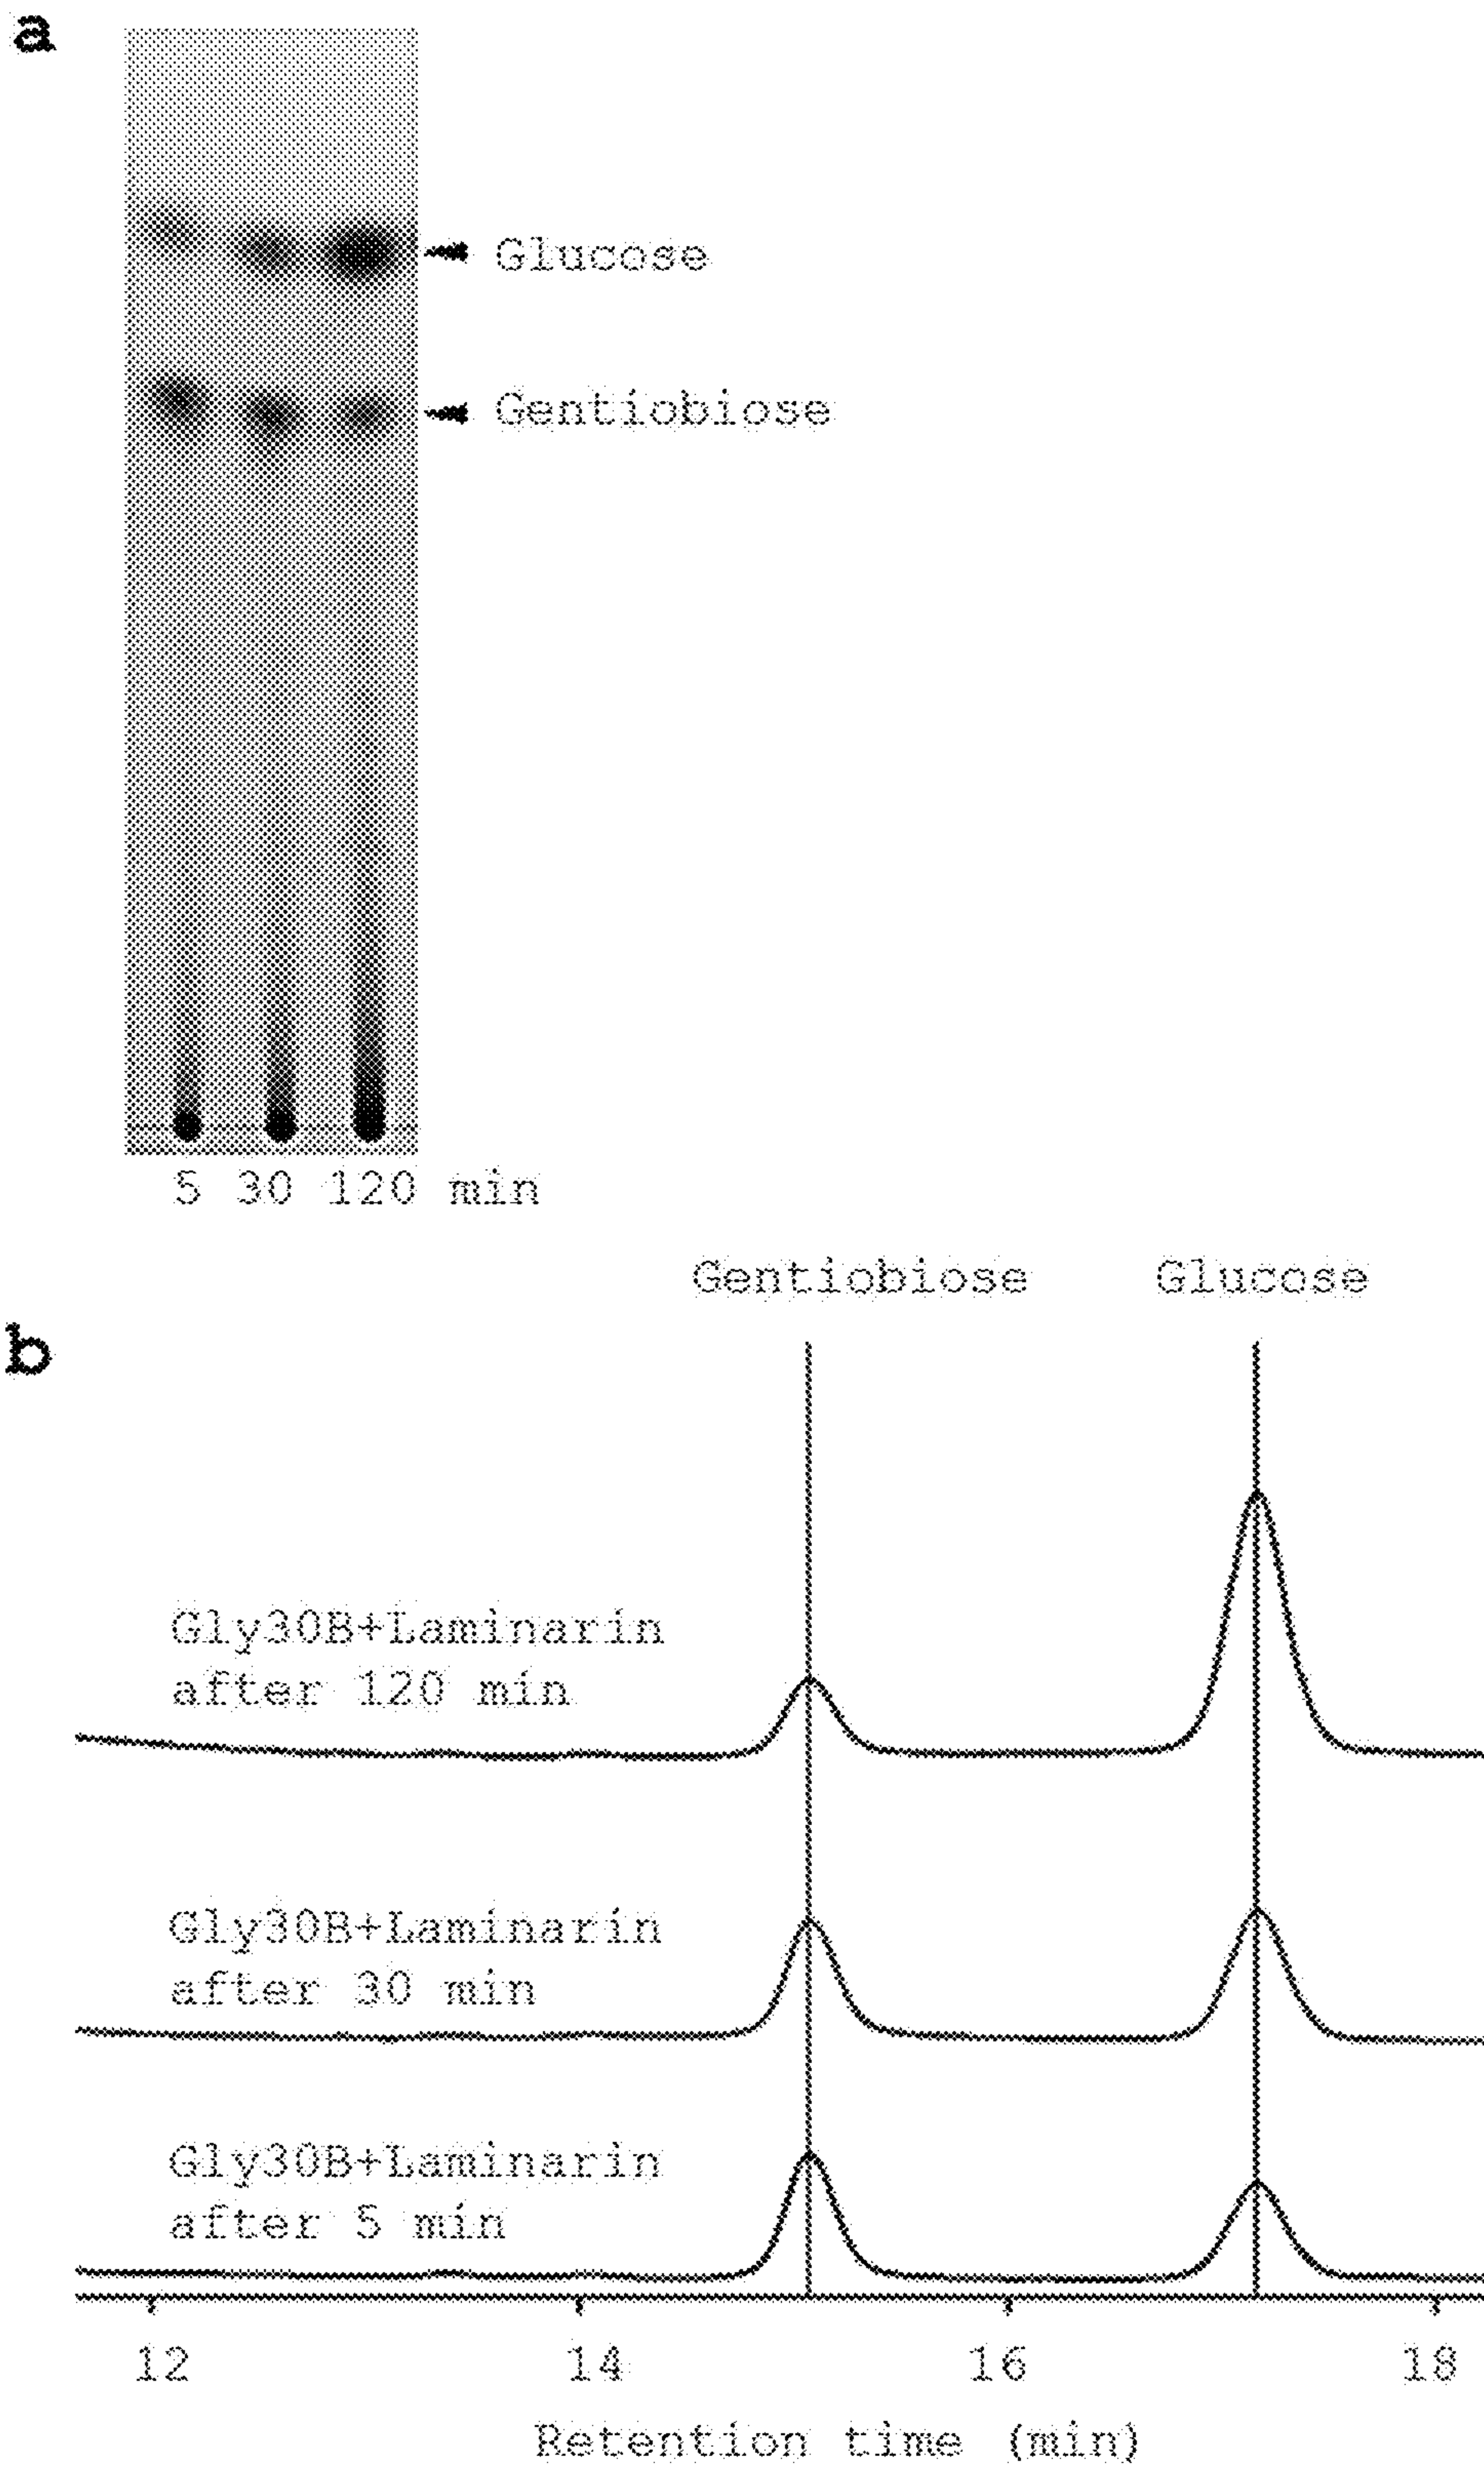 a
Glucose
Gentiobiose
5 30 120 min
Gentiobiose Glucose
b
Gly30B+Laminarin
after 120 min
Gly30B+Laminarin
after 30 min
Gly30B+Laminarin
after 5 min
12 14 16 18
Retention time (min)